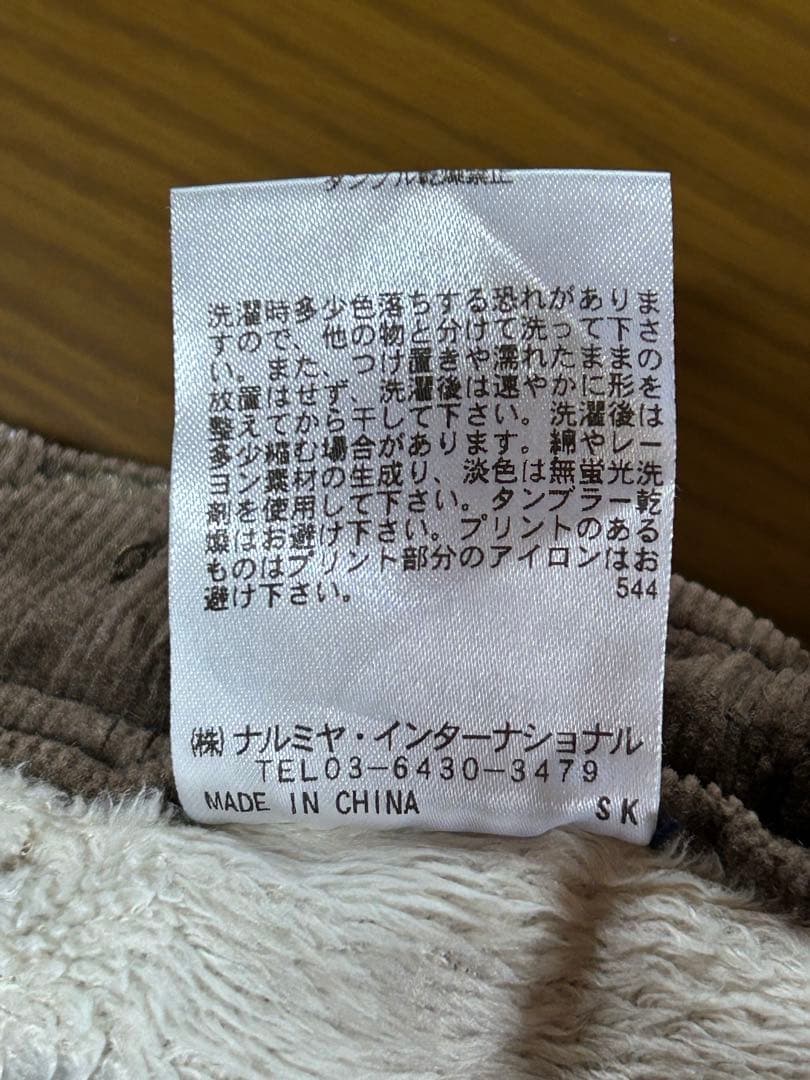 タンブル乾燥禁止
洗濯時多少色落ちする恐れがありま
すので、他の物と分けて洗って下さ
い。また、つけ置きや濡れたままの
放置はせず、洗濯後は速やかに形を
整えてから干して下さい。洗濯後は
多少縮む場合があります。綿やレー
ヨン素材の生成り、淡色は無蛍光洗
剤を使用して下さい。タンブラー乾
燥はお避け下さい。プリントのある
ものはプリント部分のアイロンはお
避け下さい。 544
(株)ナルミヤ・インターナショナル
TEL03-6430-3479
MADE IN CHINA SK